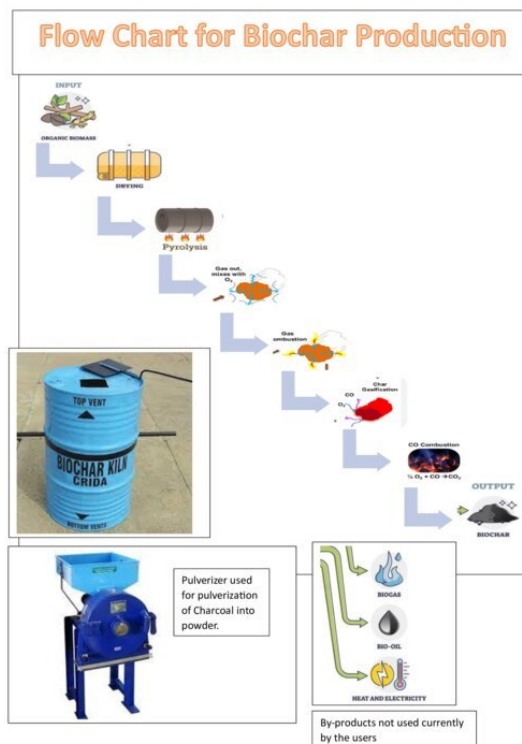 Flow Chart for Biochar Production
INPUT
ORGANIC BIOMASS
DRYING
Pyrolysis
Gas out,
mixes with
O₂
Gas
combustion
Char
Gasification
CO
O₂
CO Combustion
½ O₂ + CO → CO₂
OUTPUT
BIOCHAR
TOP VENT
BIOCHAR KILN
CRIDA
BOTTOM VENTS
Pulverizer used
for pulverization
of Charcoal into
powder.
BIOGAS
BIO-OIL
HEAT AND ELECTRICITY
By-products not used currently
by the users